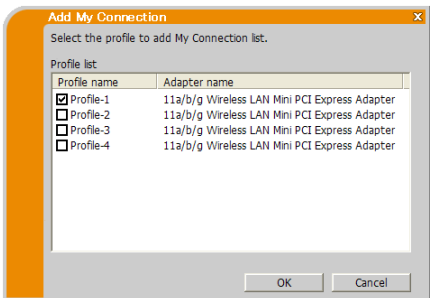 Add My Connection
x
Select the profile to add My Connection list.
Profile list
Profile name Adapter name
Profile-1 11a/b/g Wireless LAN Mini PCI Express Adapter
Profile-2 11a/b/g Wireless LAN Mini PCI Express Adapter
Profile-3 11a/b/g Wireless LAN Mini PCI Express Adapter
Profile-4 11a/b/g Wireless LAN Mini PCI Express Adapter
OK Cancel